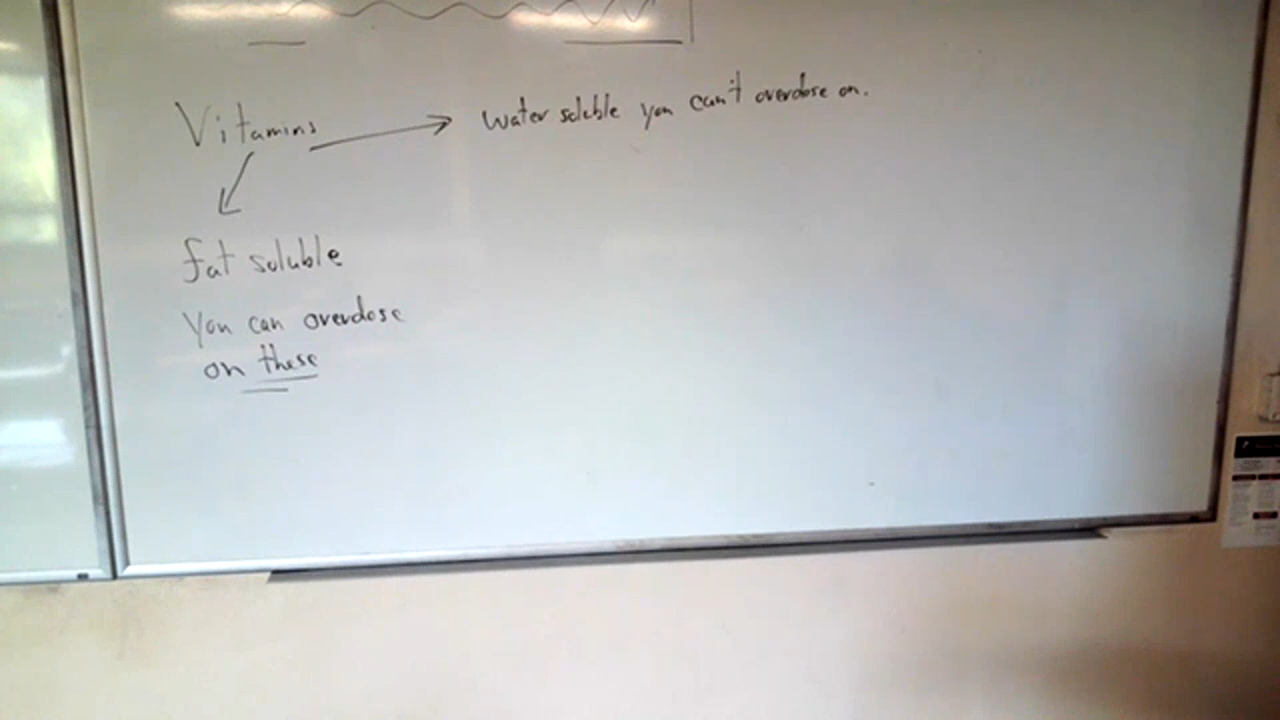 Vitamins
Water soluble you can't overdose on.
fat soluble
You can overdose
on these